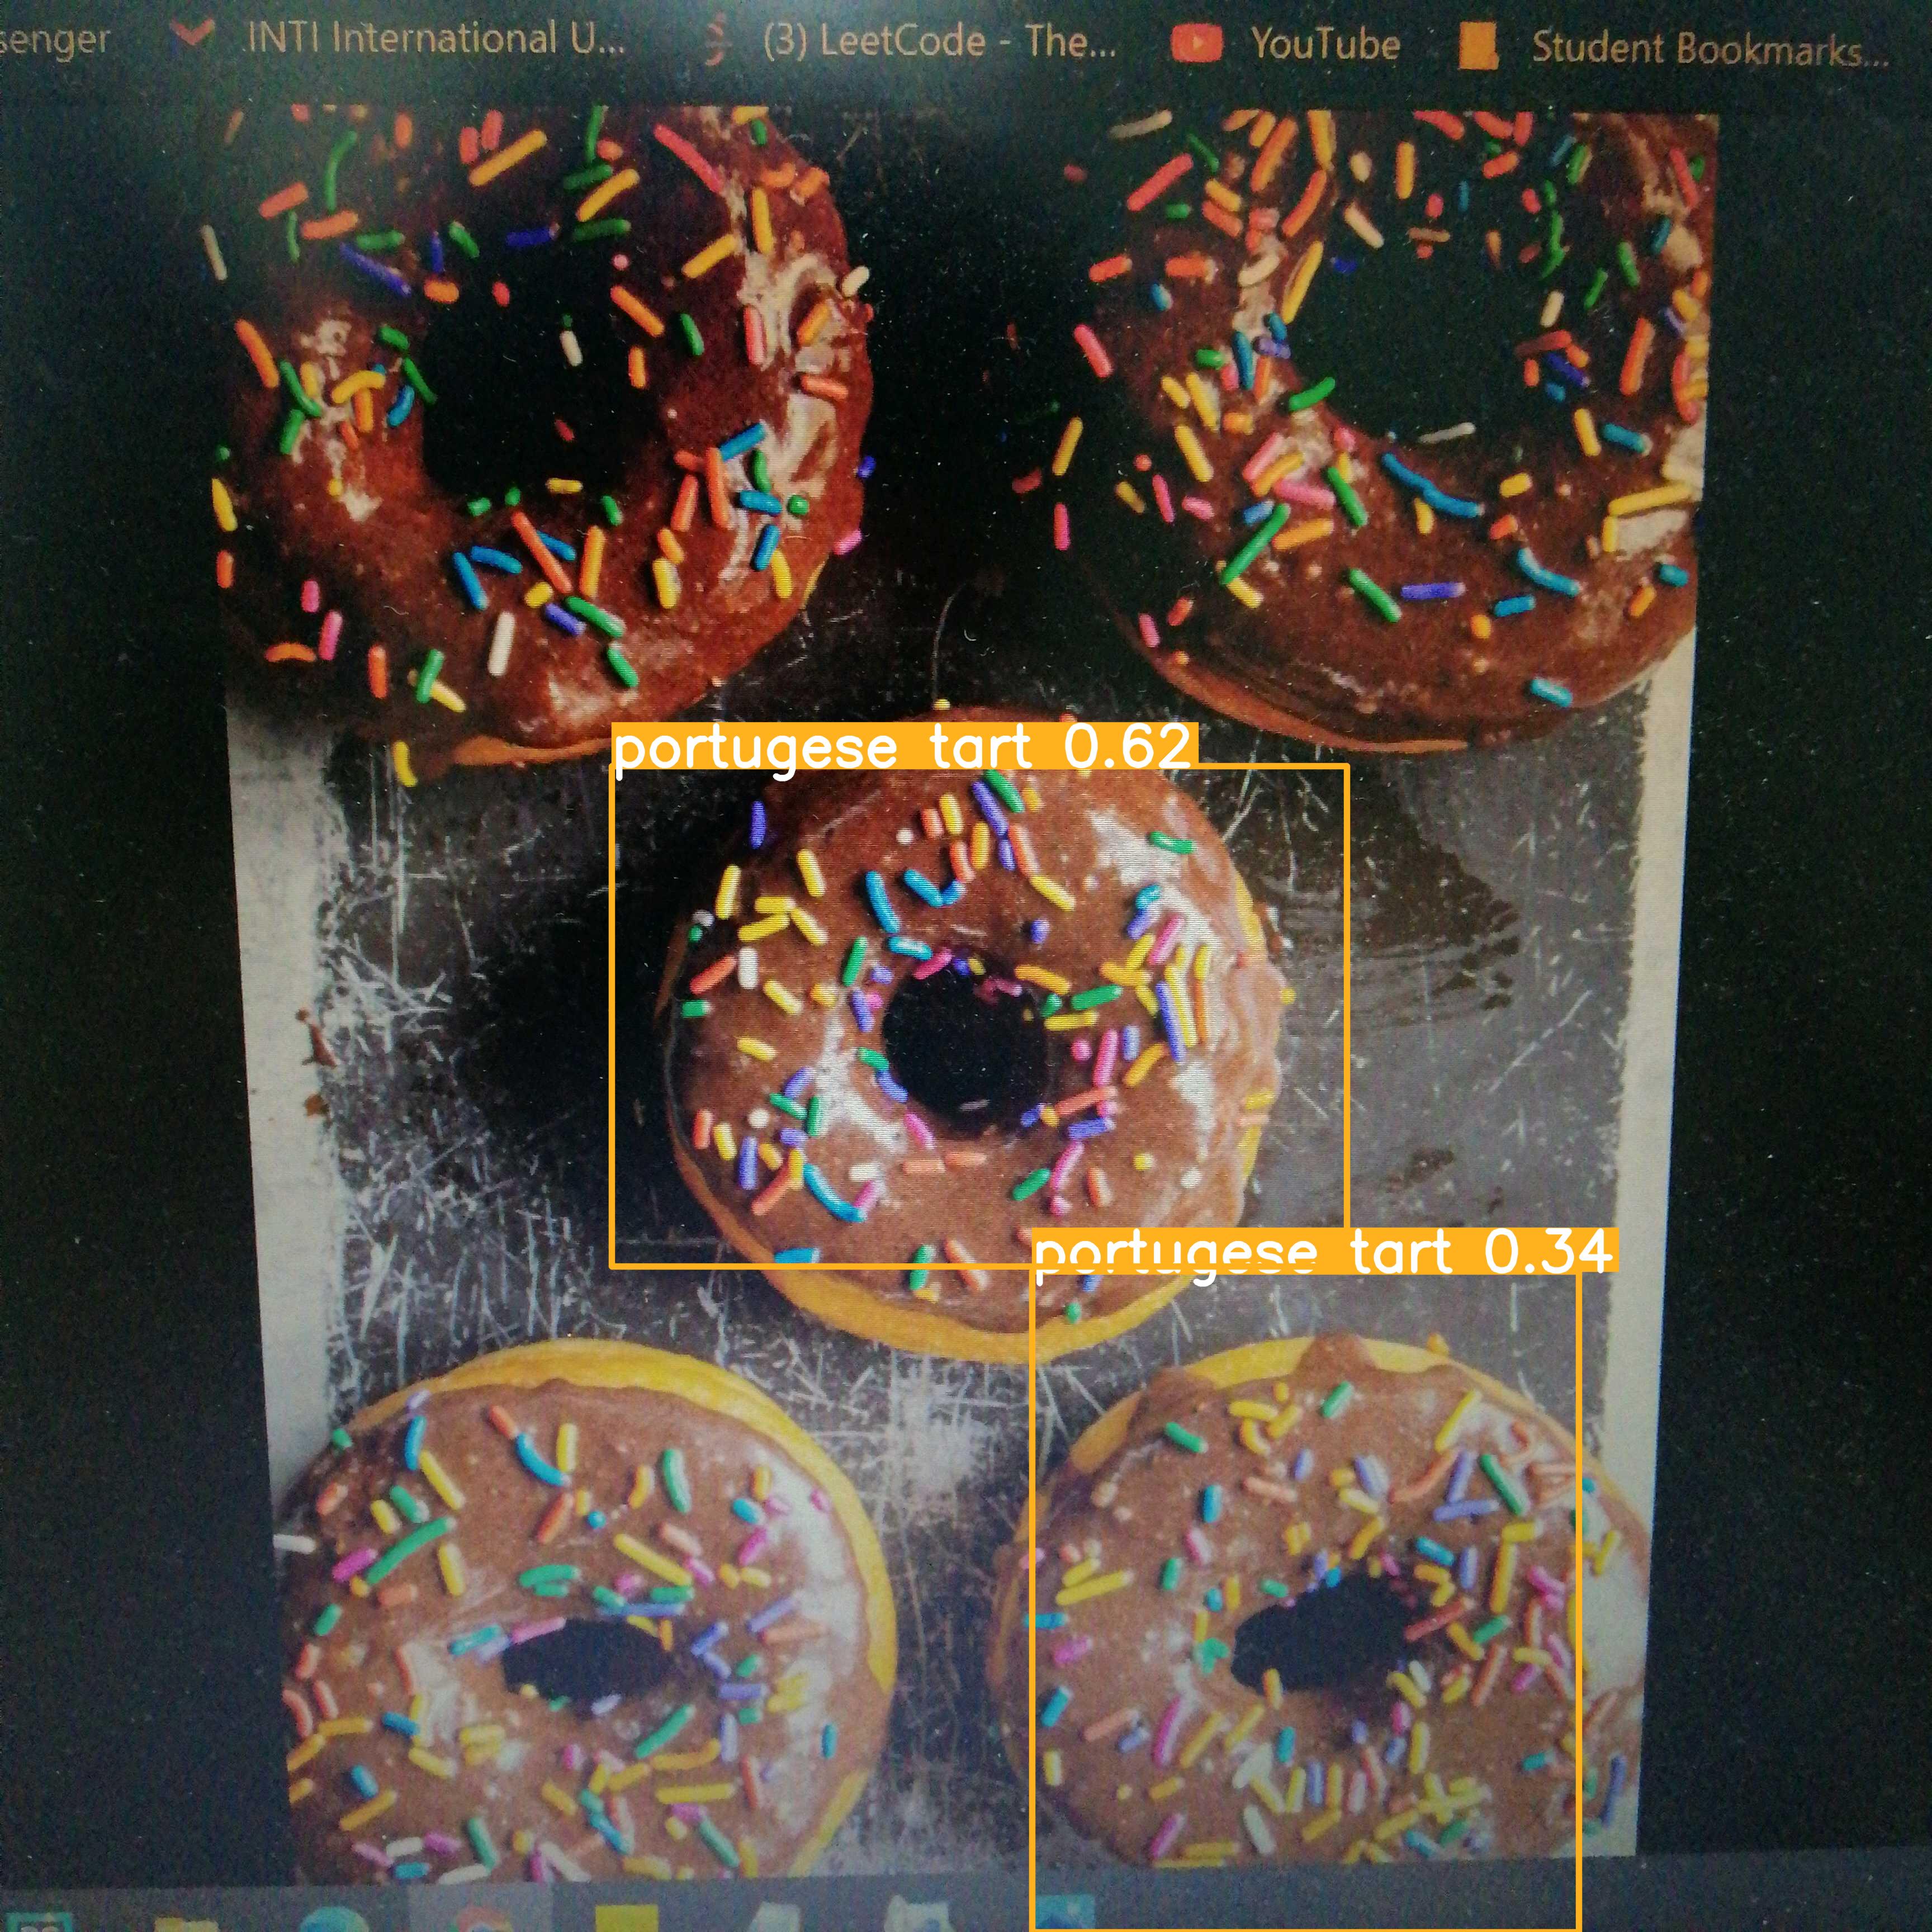 senger INTI International U... (3) LeetCode - The... YouTube Student Bookmarks...
portugese tart 0.62
portugese tart 0.34